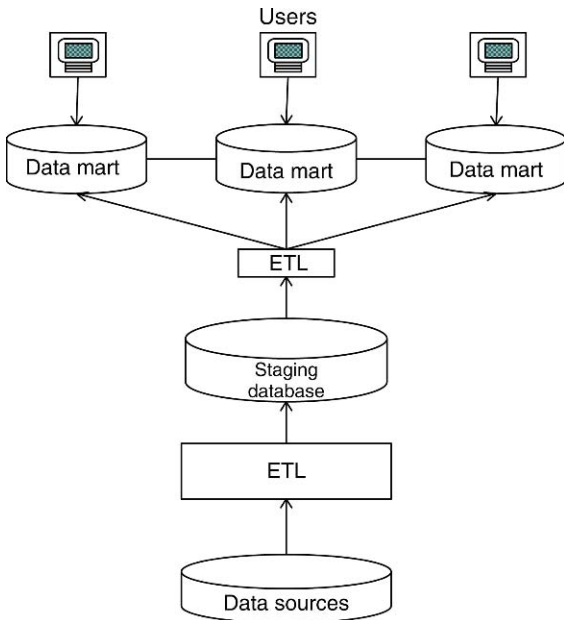 Users
Data mart
Data mart
Data mart
ETL
Staging
database
ETL
Data sources